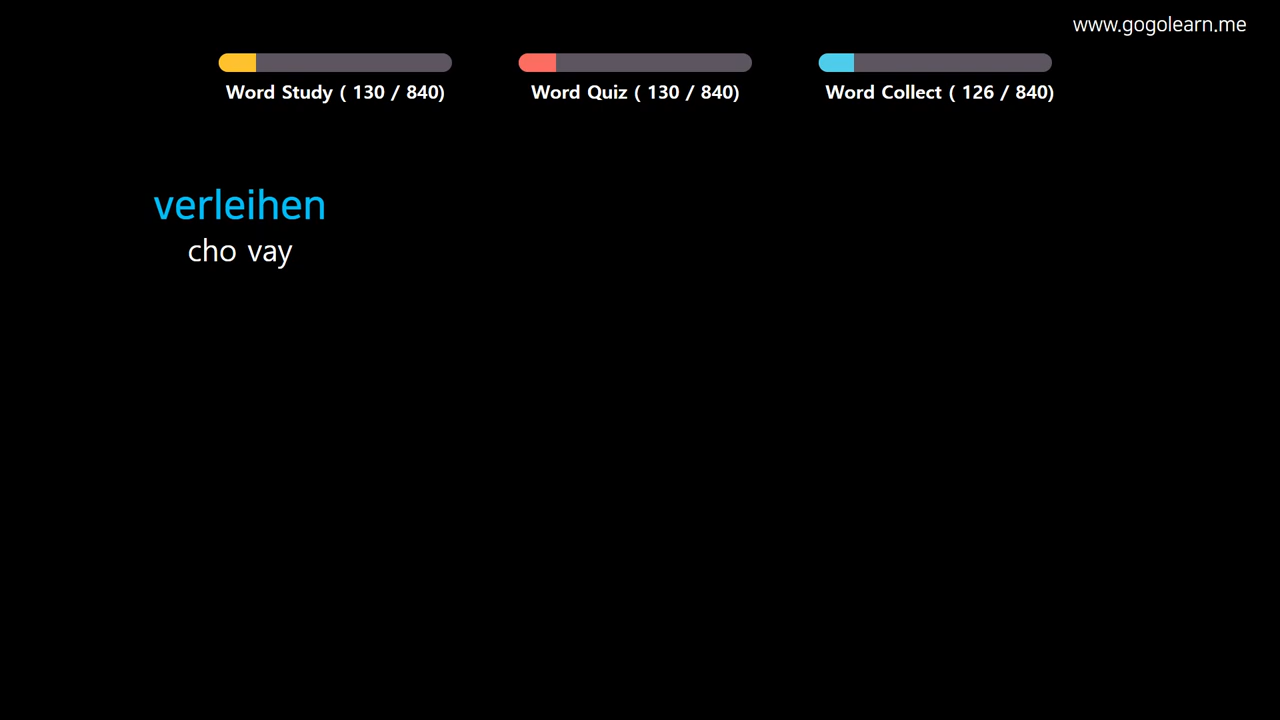 www.gogolearn.me
Word Study ( 130 / 840)
Word Quiz ( 130 / 840)
Word Collect ( 126 / 840)
verleihen
cho vay